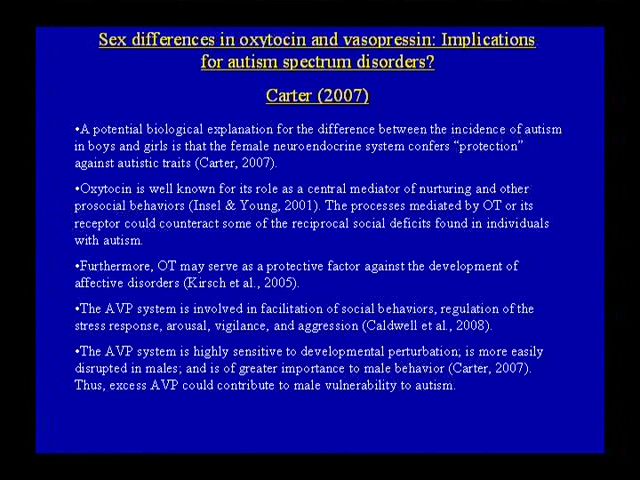 Sex differences in oxytocin and vasopressin: Implications
for autism spectrum disorders?
Carter (2007)
•A potential biological explanation for the difference between the incidence of autism
in boys and girls is that the female neuroendocrine system confers “protection”
against autistic traits (Carter, 2007).
•Oxytocin is well known for its role as a central mediator of nurturing and other
prosocial behaviors (Insel & Young, 2001). The processes mediated by OT or its
receptor could counteract some of the reciprocal social deficits found in individuals
with autism.
•Furthermore, OT may serve as a protective factor against the development of
affective disorders (Kirsch et al., 2005).
•The AVP system is involved in facilitation of social behaviors, regulation of the
stress response, arousal, vigilance, and aggression (Caldwell et al., 2008).
•The AVP system is highly sensitive to developmental perturbation; is more easily
disrupted in males; and is of greater importance to male behavior (Carter, 2007).
Thus, excess AVP could contribute to male vulnerability to autism.